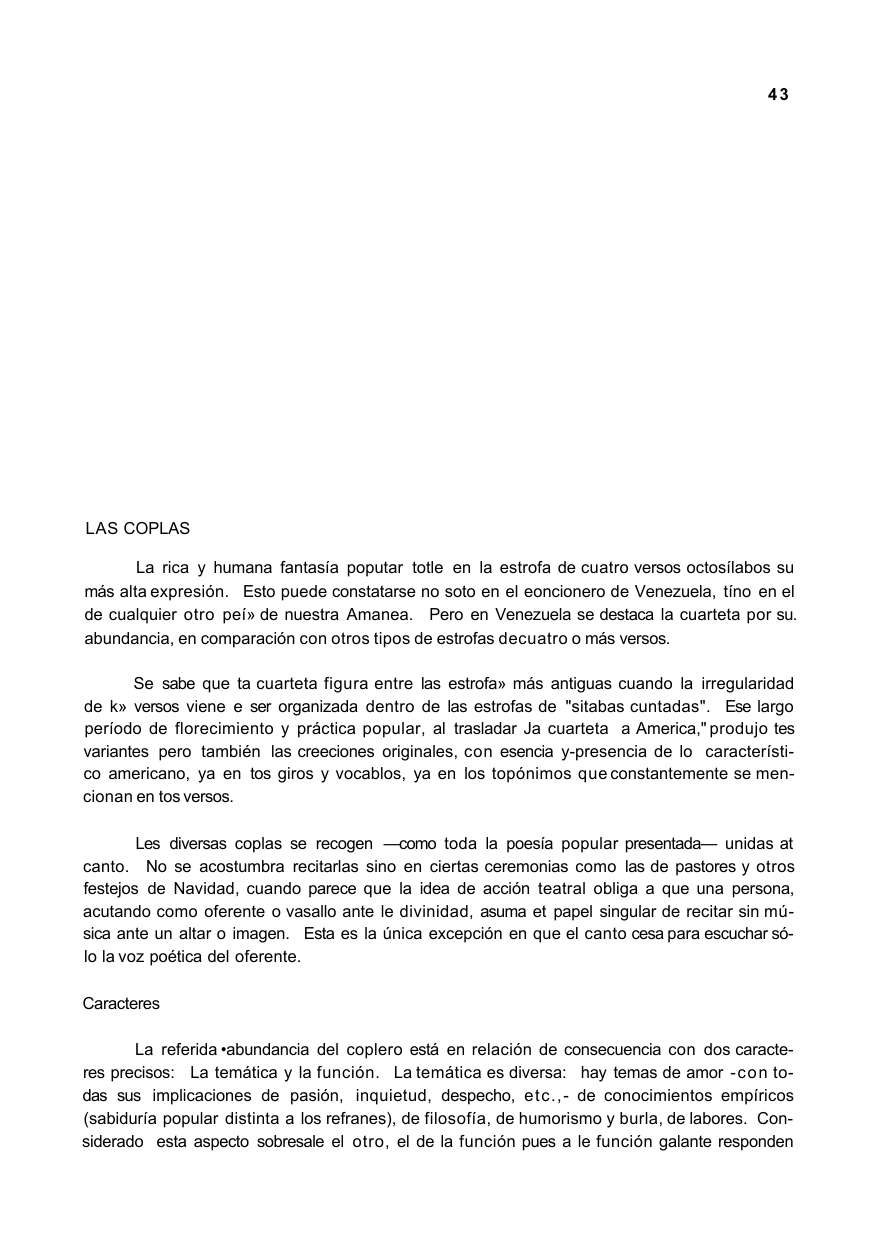 43
LAS COPLAS
La rica y humana fantasía poputar totle en la estrofa de cuatro versos octosílabos su
más alta expresión. Esto puede constatarse no soto en el eoncionero de Venezuela, tíno en el
de cualquier otro peí» de nuestra Amanea. Pero en Venezuela se destaca la cuarteta por su.
abundancia, en comparación con otros tipos de estrofas decuatro o más versos.
Se sabe que ta cuarteta figura entre las estrofa» más antiguas cuando la irregularidad
de k» versos viene e ser organizada dentro de las estrofas de "sitabas cuntadas". Ese largo
período de florecimiento y práctica popular, al trasladar Ja cuarteta a America," produjo tes
variantes pero también las creeciones originales, con esencia y-presencia de lo característi-
co americano, ya en tos giros y vocablos, ya en los topónimos que constantemente se men-
cionan en tos versos.
Les diversas coplas se recogen —como toda la poesía popular presentada— unidas at
canto. No se acostumbra recitarlas sino en ciertas ceremonias como las de pastores y otros
festejos de Navidad, cuando parece que la idea de acción teatral obliga a que una persona,
acutando como oferente o vasallo ante le divinidad, asuma et papel singular de recitar sin mú-
sica ante un altar o imagen. Esta es la única excepción en que el canto cesa para escuchar só-
lo la voz poética del oferente.
Caracteres
La referida •abundancia del coplero está en relación de consecuencia con dos caracte-
res precisos: La temática y la función. La temática es diversa: hay temas de amor -con to-
das sus implicaciones de pasión, inquietud, despecho, etc.,- de conocimientos empíricos
(sabiduría popular distinta a los refranes), de filosofía, de humorismo y burla, de labores. Con-
siderado esta aspecto sobresale el otro, el de la función pues a le función galante responden